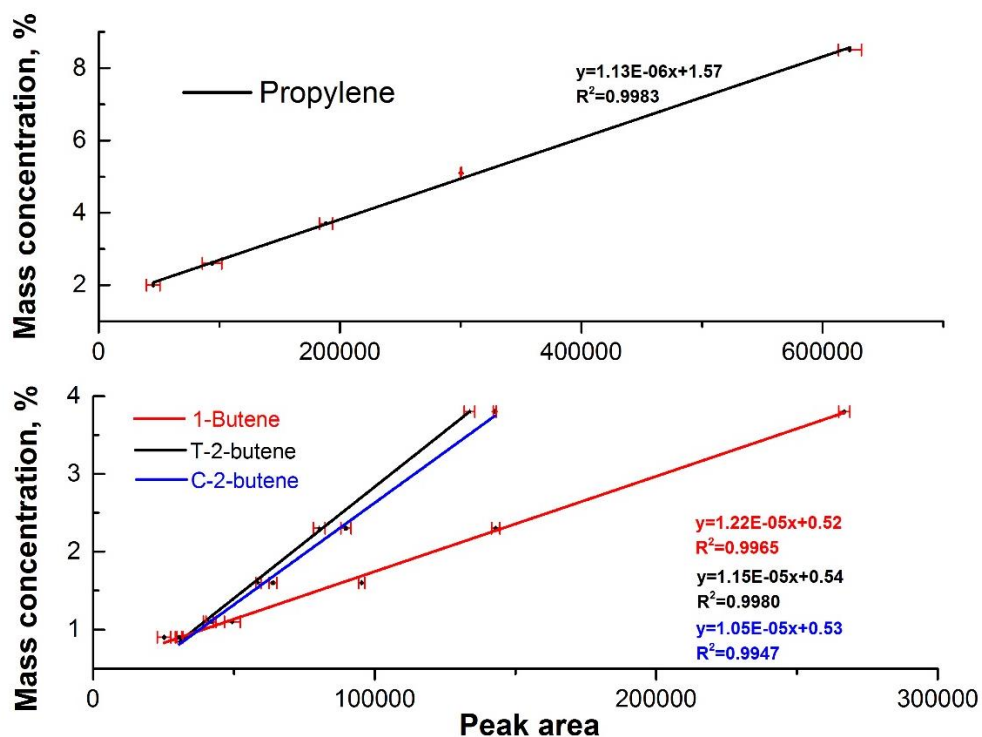 Mass concentration, %
8
6
4
2
Propylene
y=1.13E-06x+1.57
R²=0.9983
0 200000 400000 600000
Mass concentration, %
4
3
2
1
1-Butene
T-2-butene
C-2-butene
y=1.22E-05x+0.52
R²=0.9965
y=1.15E-05x+0.54
R²=0.9980
y=1.05E-05x+0.53
R²=0.9947
0 100000 200000 300000
Peak area